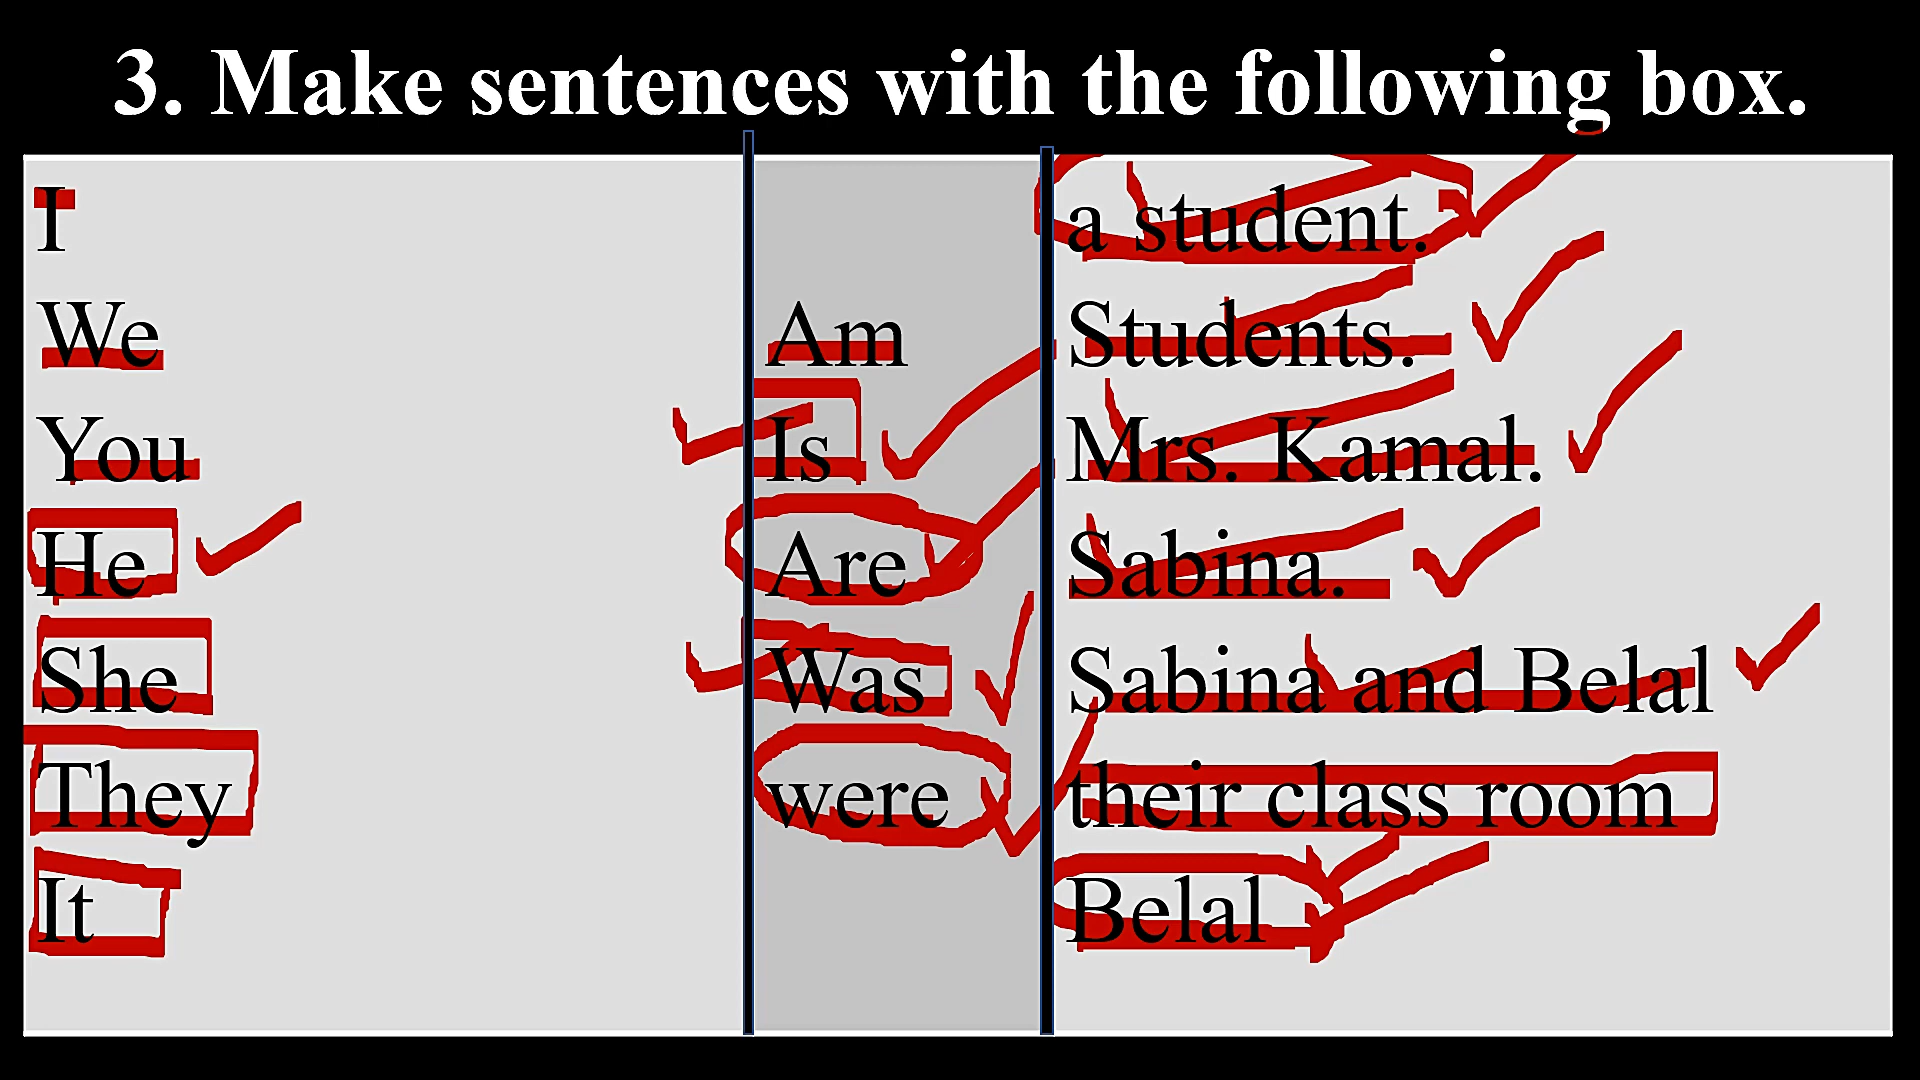 3. Make sentences with the following box.
I
We
You
He
She
They
It
Am
Is
Are
Was
were
a student.
Students.
Mrs. Kamal.
Sabina.
Sabina and Belal
their class room
Belal